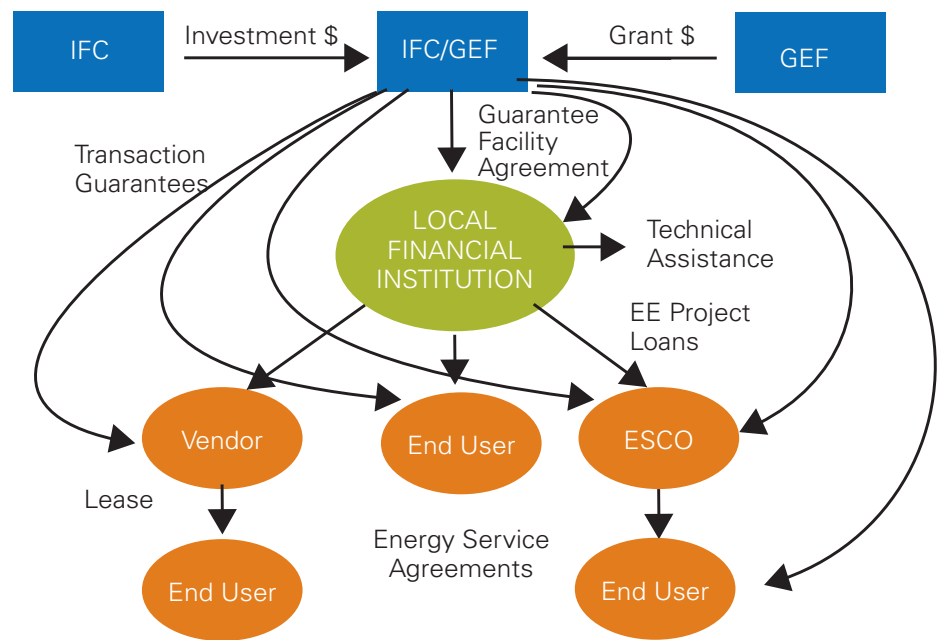 IFC
Investment $
IFC/GEF
Grant $
GEF
Transaction
Guarantees
Guarantee
Facility
Agreement
LOCAL
FINANCIAL
INSTITUTION
Technical
Assistance
EE Project
Loans
Vendor
End User
ESCO
Lease
Energy Service
Agreements
End User
End User